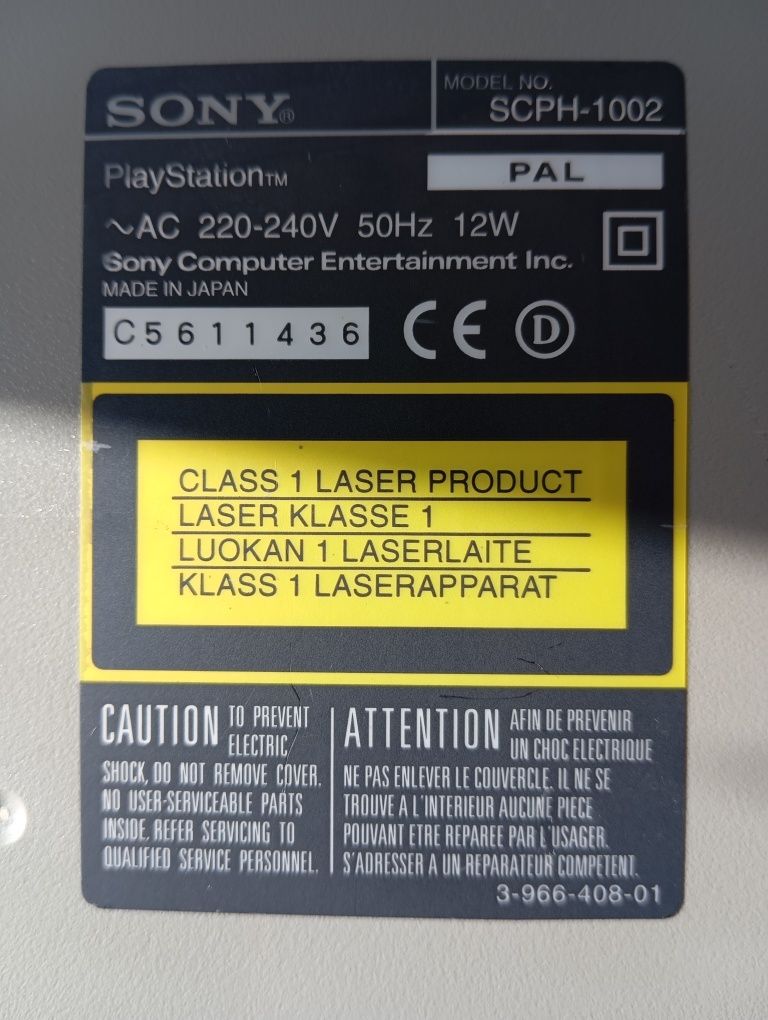 SONY®
MODEL NO.
SCPH-1002
PlayStation™
PAL
~AC 220-240V 50Hz 12W
Sony Computer Entertainment Inc.
MADE IN JAPAN
C5611436
CE
D
CLASS 1 LASER PRODUCT
LASER KLASSE 1
LUOKAN 1 LASERLAITE
KLASS 1 LASERAPPARAT
CAUTION TO PREVENT
ELECTRIC
SHOCK, DO NOT REMOVE COVER.
NO USER-SERVICEABLE PARTS
INSIDE. REFER SERVICING TO
QUALIFIED SERVICE PERSONNEL.
ATTENTION AFIN DE PREVENIR
UN CHOC ELECTRIQUE
NE PAS ENLEVER LE COUVERCLE. IL NE SE
TROUVE A L'INTERIEUR AUCUNE PIECE
POUVANT ETRE REPAREE PAR L'USAGER.
S'ADRESSER A UN REPARATEUR COMPETENT.
3-966-408-01